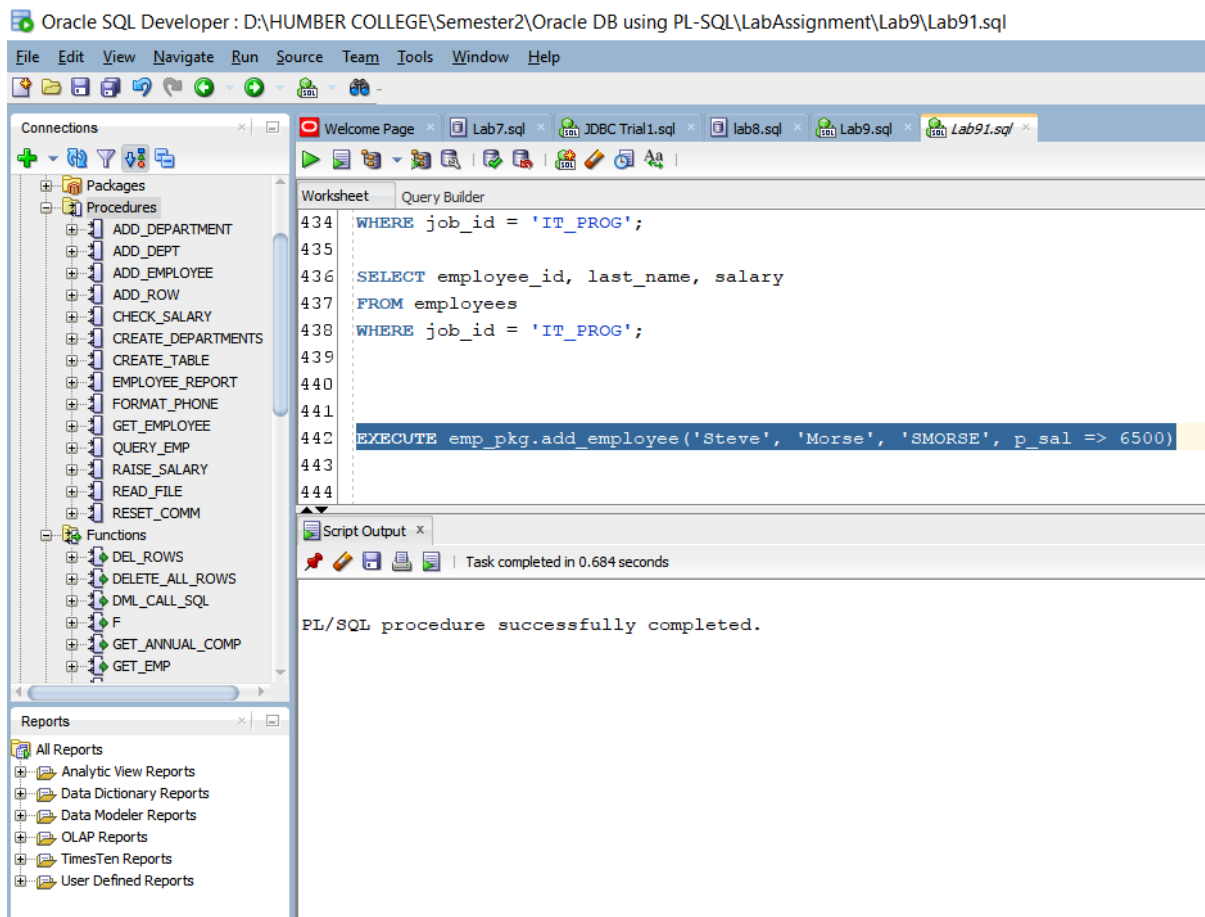 Oracle SQL Developer : D:\HUMBER COLLEGE\Semester2\Oracle DB using PL-SQL\LabAssignment\Lab9\Lab91.sql
File Edit View Navigate Run Source Team Tools Window Help
Connections
Packages
Procedures
ADD_DEPARTMENT
ADD_DEPT
ADD_EMPLOYEE
ADD_ROW
CHECK_SALARY
CREATE_DEPARTMENTS
CREATE_TABLE
EMPLOYEE_REPORT
FORMAT_PHONE
GET_EMPLOYEE
QUERY_EMP
RAISE_SALARY
READ_FILE
RESET_COMM
Functions
DEL_ROWS
DELETE_ALL_ROWS
DML_CALL_SQL
F
GET_ANNUAL_COMP
GET_EMP
Reports
All Reports
Analytic View Reports
Data Dictionary Reports
Data Modeler Reports
OLAP Reports
TimesTen Reports
User Defined Reports
Welcome Page Lab7.sql JDBC Trial1.sql lab8.sql Lab9.sql Lab91.sql
Worksheet Query Builder
434 WHERE job_id = 'IT_PROG';
435
436 SELECT employee_id, last_name, salary
437 FROM employees
438 WHERE job_id = 'IT_PROG';
439
440
441
442 EXECUTE emp_pkg.add_employee('Steve', 'Morse', 'SMORSE', p_sal => 6500)
443
444
Script Output x
Task completed in 0.684 seconds
PL/SQL procedure successfully completed.